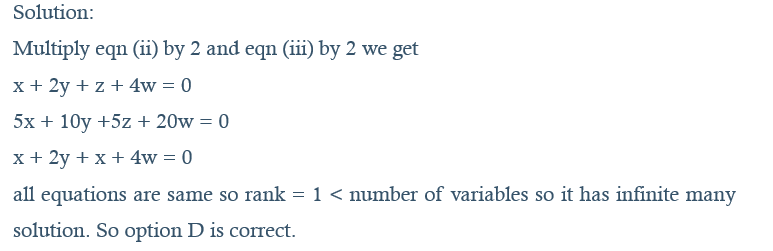 Solution:
Multiply eqn (ii) by 2 and eqn (iii) by 2 we get
x + 2y + z + 4w = 0
5x + 10y +5z + 20w = 0
x + 2y + x + 4w = 0
all equations are same so rank = 1 < number of variables so it has infinite many
solution. So option D is correct.